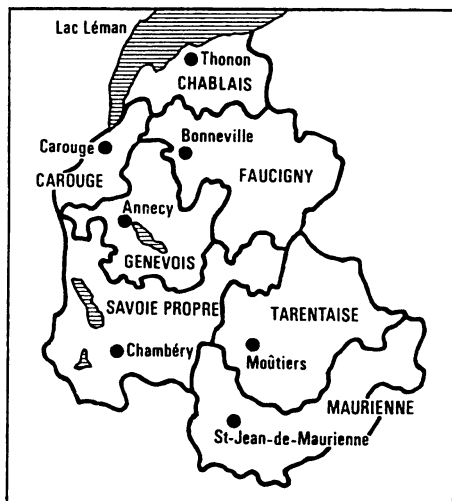 Lac Léman
Thonon
CHABLAIS
Carouge
Bonneville
CAROUGE
FAUCIGNY
Annecy
GENEVOIS
SAVOIE PROPRE
TARENTAISE
Chambéry
Moûtiers
MAURIENNE
St-Jean-de-Maurienne